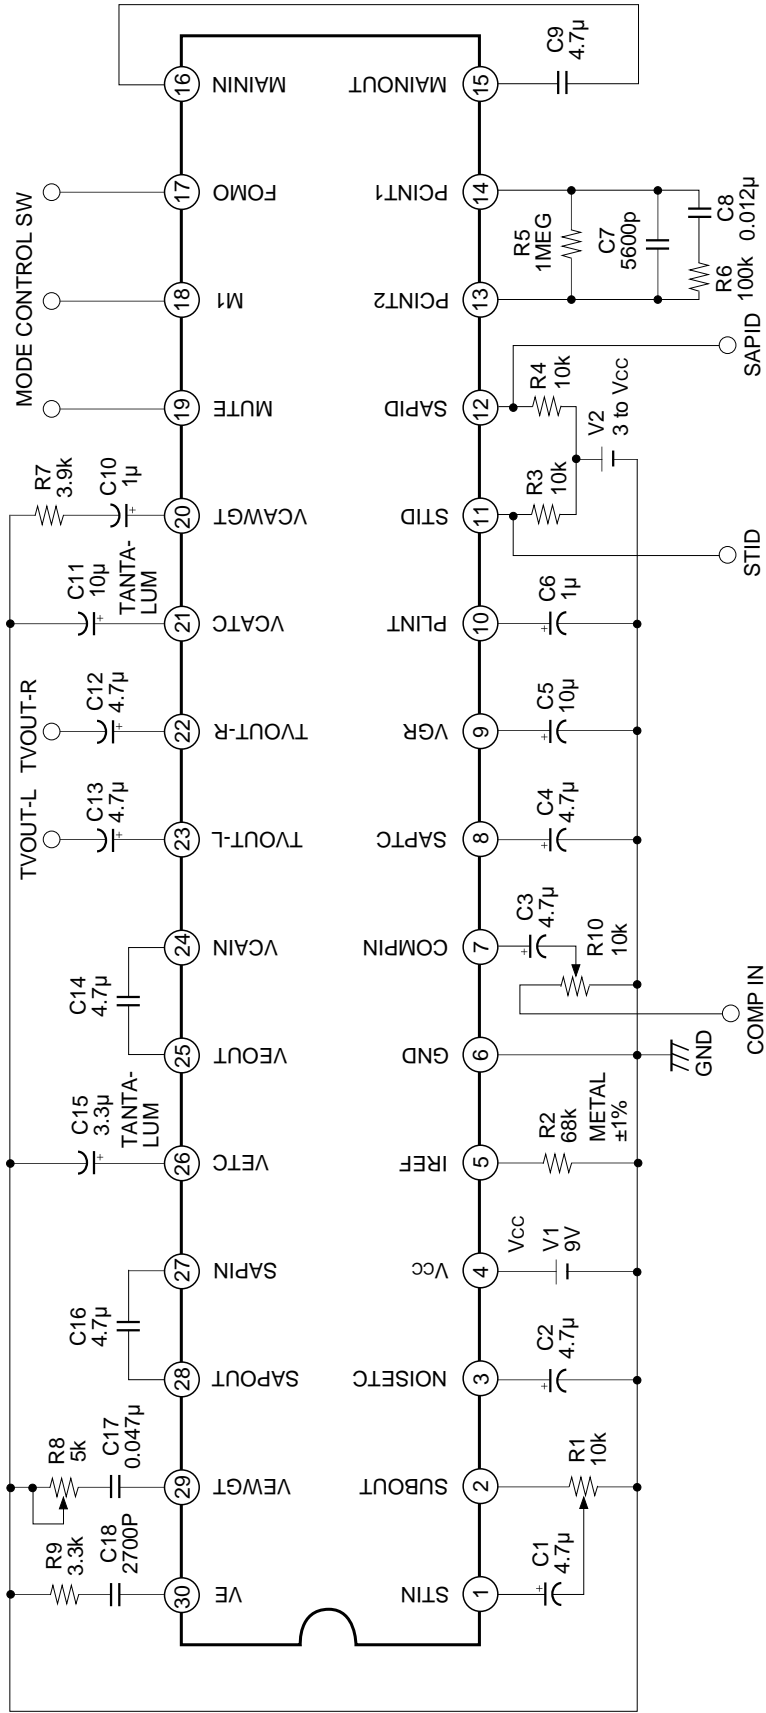 MODE CONTROL SW
TVOUT-R
TVOUT-L
R9
3.3k
C18
2700P
R8
5k
C17
0.047µ
C16
4.7µ
C15
3.3µ
TANTA-
LUM
C14
4.7µ
C13
4.7µ
C12
4.7µ
C11
10µ
TANTA-
LUM
R7
3.9k
C10
1µ
30
29
28
27
26
25
24
23
22
21
20
19
18
17
16
VE
VEWGT
SAPOUT
SAPIN
VETC
VEOUT
VCAIN
TVOUT-L
TVOUT-R
VCATC
VCAWGT
MUTE
M1
FOMO
MAININ
STIN
SUBOUT
NOISETC
VCC
IREF
GND
COMPIN
SAPTC
VGR
PLINT
STID
SAPID
PCINT2
PCINT1
MAINOUT
1
2
3
4
5
6
7
8
9
10
11
12
13
14
15
C1
4.7µ
R1
10k
C2
4.7µ
VCC
V1
9V
R2
68k
METAL
±1%
GND
C3
4.7µ
R10
10k
COMP IN
C4
4.7µ
C5
10µ
C6
1µ
R3
10k
R4
10k
V2
3 to VCC
STID
SAPID
R5
1MEG
C7
5600p
R6
100k
C8
0.012µ
C9
4.7µ